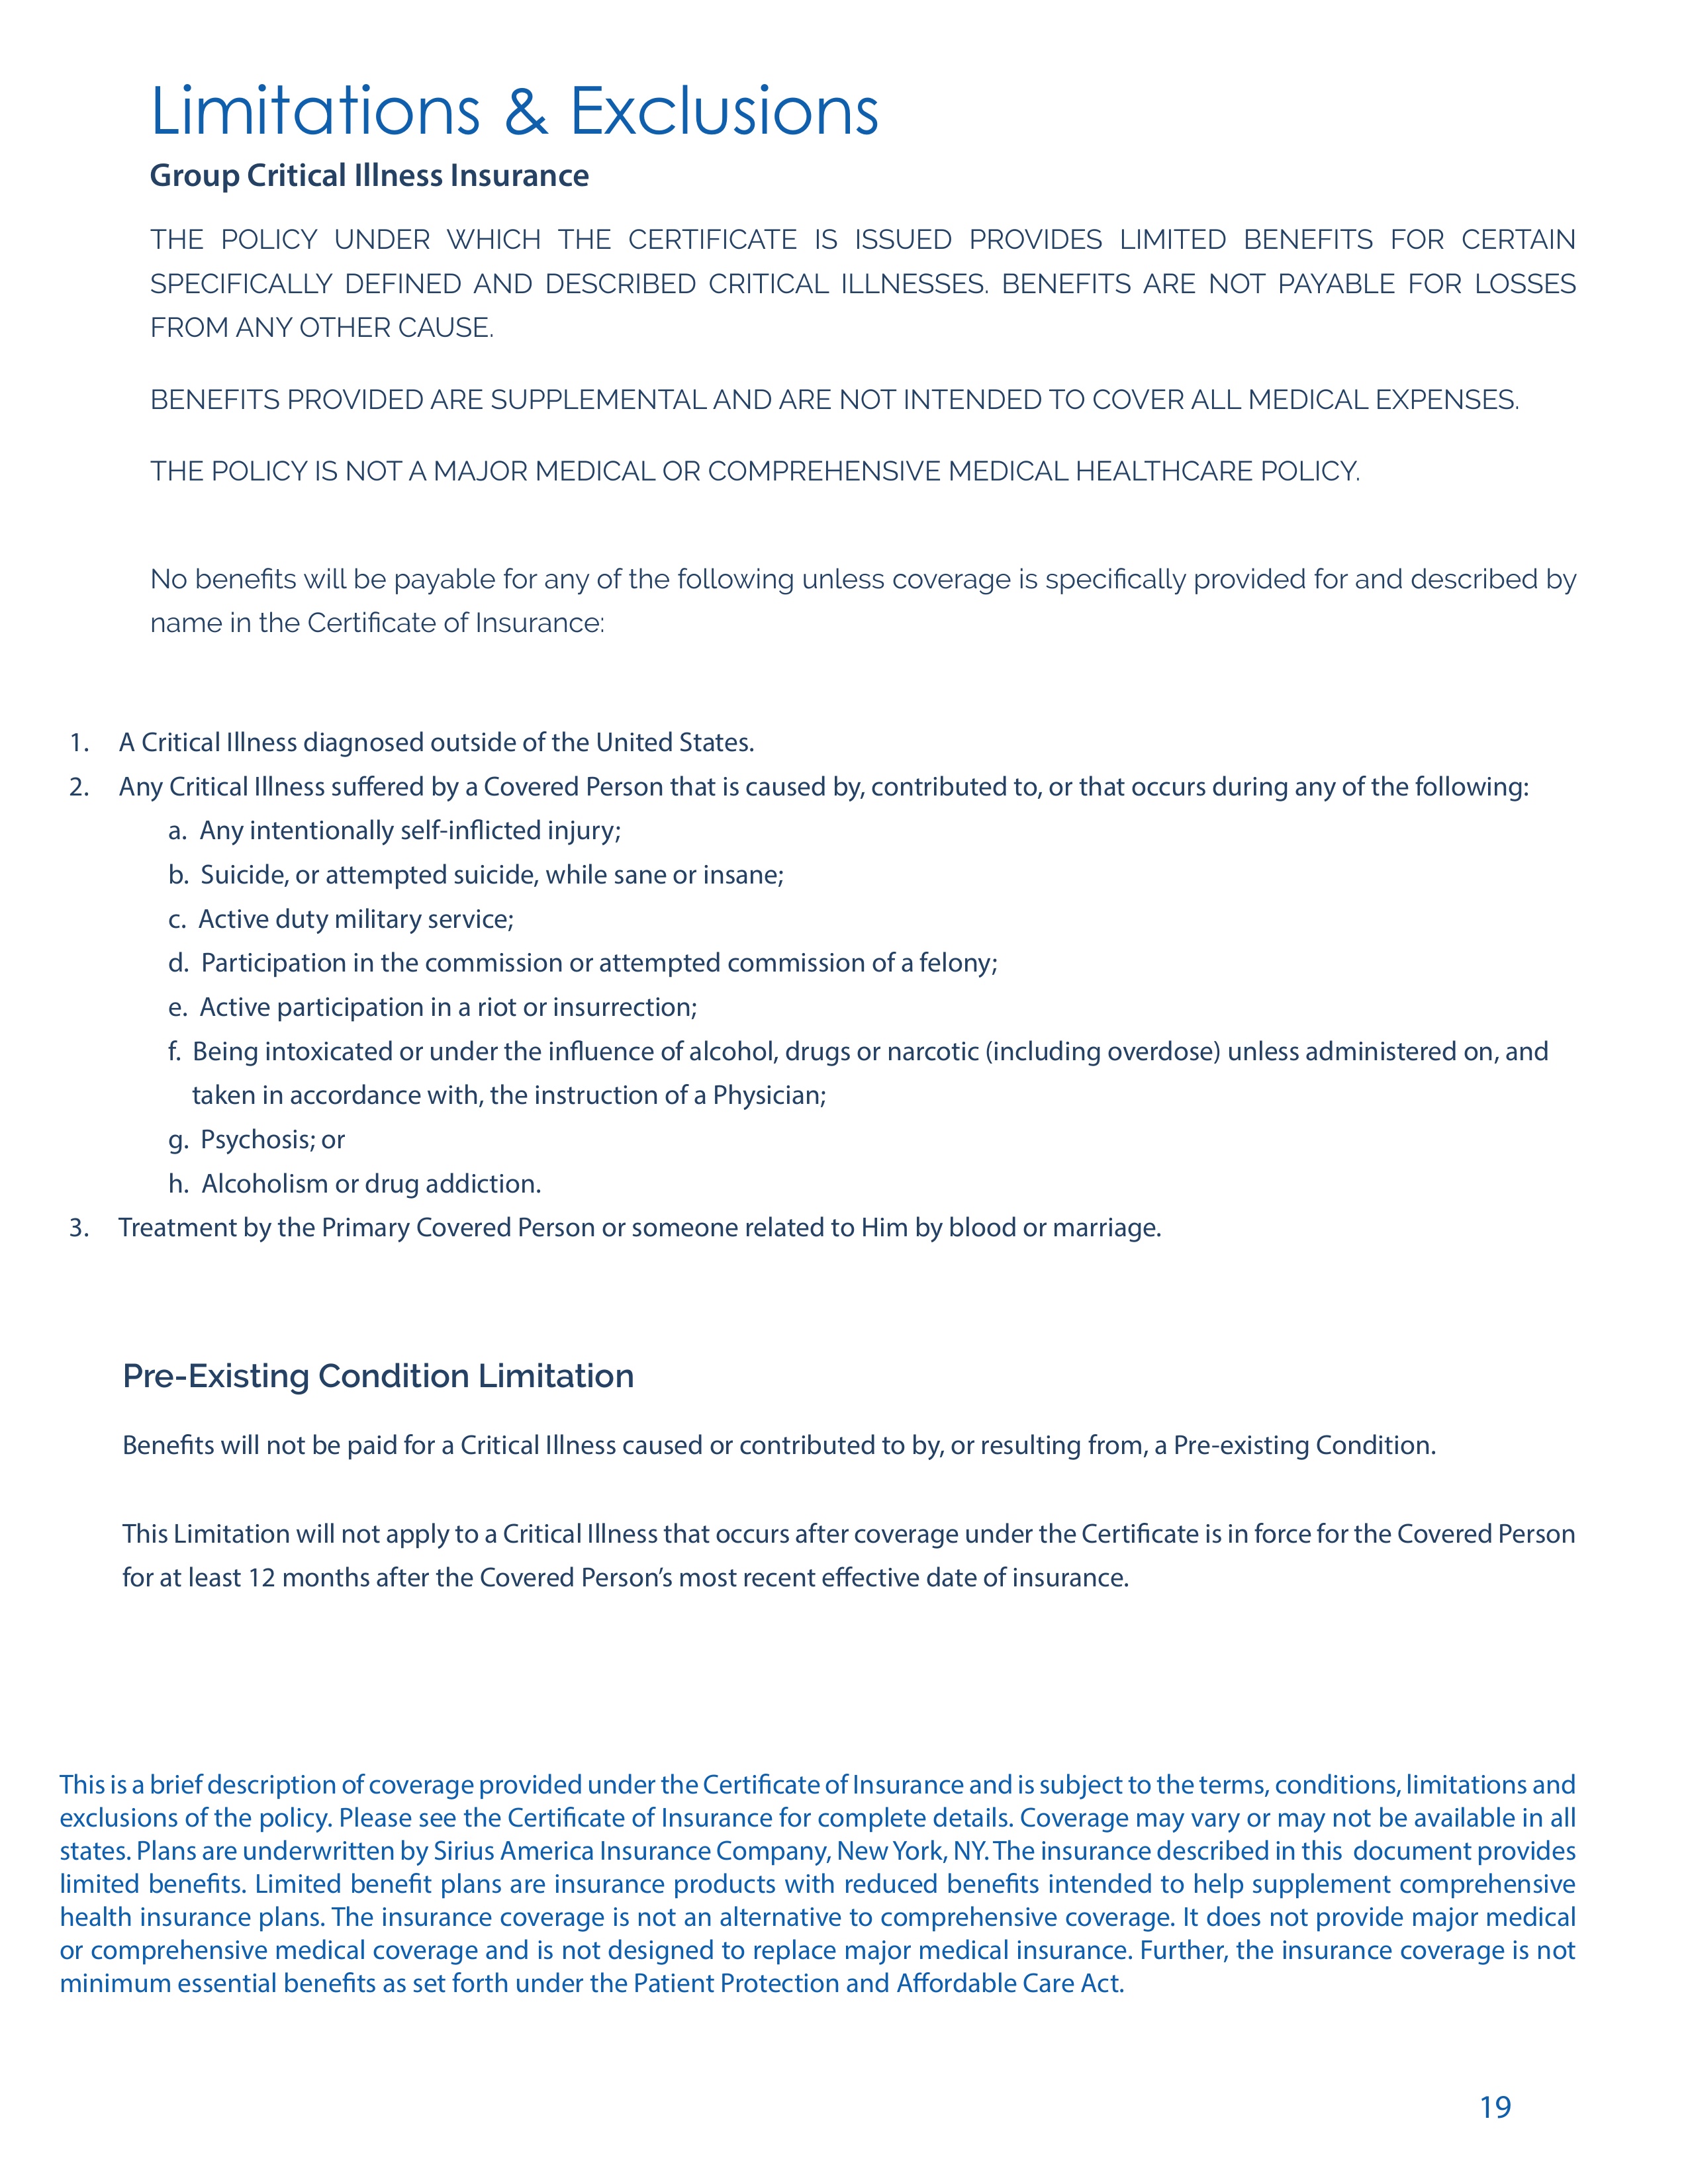 Limitations & Exclusions
Group Critical Illness Insurance
THE POLICY UNDER WHICH THE CERTIFICATE IS ISSUED PROVIDES LIMITED BENEFITS FOR CERTAIN
SPECIFICALLY DEFINED AND DESCRIBED CRITICAL ILLNESSES. BENEFITS ARE NOT PAYABLE FOR LOSSES
FROM ANY OTHER CAUSE.
BENEFITS PROVIDED ARE SUPPLEMENTAL AND ARE NOT INTENDED TO COVER ALL MEDICAL EXPENSES.
THE POLICY IS NOT A MAJOR MEDICAL OR COMPREHENSIVE MEDICAL HEALTHCARE POLICY.
No benefits will be payable for any of the following unless coverage is specifically provided for and described by
name in the Certificate of Insurance:
1. A Critical Illness diagnosed outside of the United States.
2. Any Critical Illness suffered by a Covered Person that is caused by, contributed to, or that occurs during any of the following:
a. Any intentionally self-inflicted injury;
b. Suicide, or attempted suicide, while sane or insane;
c. Active duty military service;
d. Participation in the commission or attempted commission of a felony;
e. Active participation in a riot or insurrection;
f. Being intoxicated or under the influence of alcohol, drugs or narcotic (including overdose) unless administered on, and
taken in accordance with, the instruction of a Physician;
g. Psychosis; or
h. Alcoholism or drug addiction.
3. Treatment by the Primary Covered Person or someone related to Him by blood or marriage.
Pre-Existing Condition Limitation
Benefits will not be paid for a Critical Illness caused or contributed to by, or resulting from, a Pre-existing Condition.
This Limitation will not apply to a Critical Illness that occurs after coverage under the Certificate is in force for the Covered Person
for at least 12 months after the Covered Person's most recent effective date of insurance.
This is a brief description of coverage provided under the Certificate of Insurance and is subject to the terms, conditions, limitations and
exclusions of the policy. Please see the Certificate of Insurance for complete details. Coverage may vary or may not be available in all
states. Plans are underwritten by Sirius America Insurance Company, New York, NY. The insurance described in this document provides
limited benefits. Limited benefit plans are insurance products with reduced benefits intended to help supplement comprehensive
health insurance plans. The insurance coverage is not an alternative to comprehensive coverage. It does not provide major medical
or comprehensive medical coverage and is not designed to replace major medical insurance. Further, the insurance coverage is not
minimum essential benefits as set forth under the Patient Protection and Affordable Care Act.
19